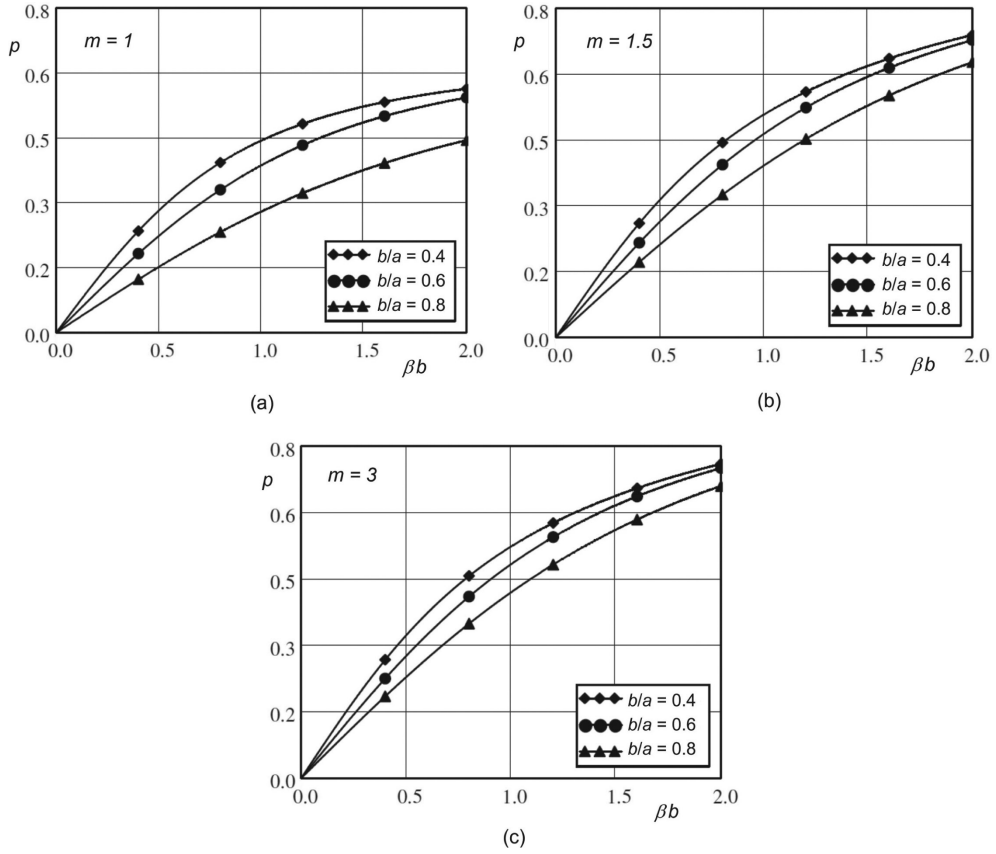 0.8
p
m = 1
0.6
0.5
0.3
0.2
0.0
b/a = 0.4
b/a = 0.6
b/a = 0.8
0.0
0.5
1.0
1.5
2.0
βb
(a)
0.8
p
m = 1.5
0.6
0.5
0.3
0.2
0.0
b/a = 0.4
b/a = 0.6
b/a = 0.8
0.0
0.5
1.0
1.5
2.0
βb
(b)
0.8
p
m = 3
0.6
0.5
0.3
0.2
0.0
b/a = 0.4
b/a = 0.6
b/a = 0.8
0.0
0.5
1.0
1.5
2.0
βb
(c)